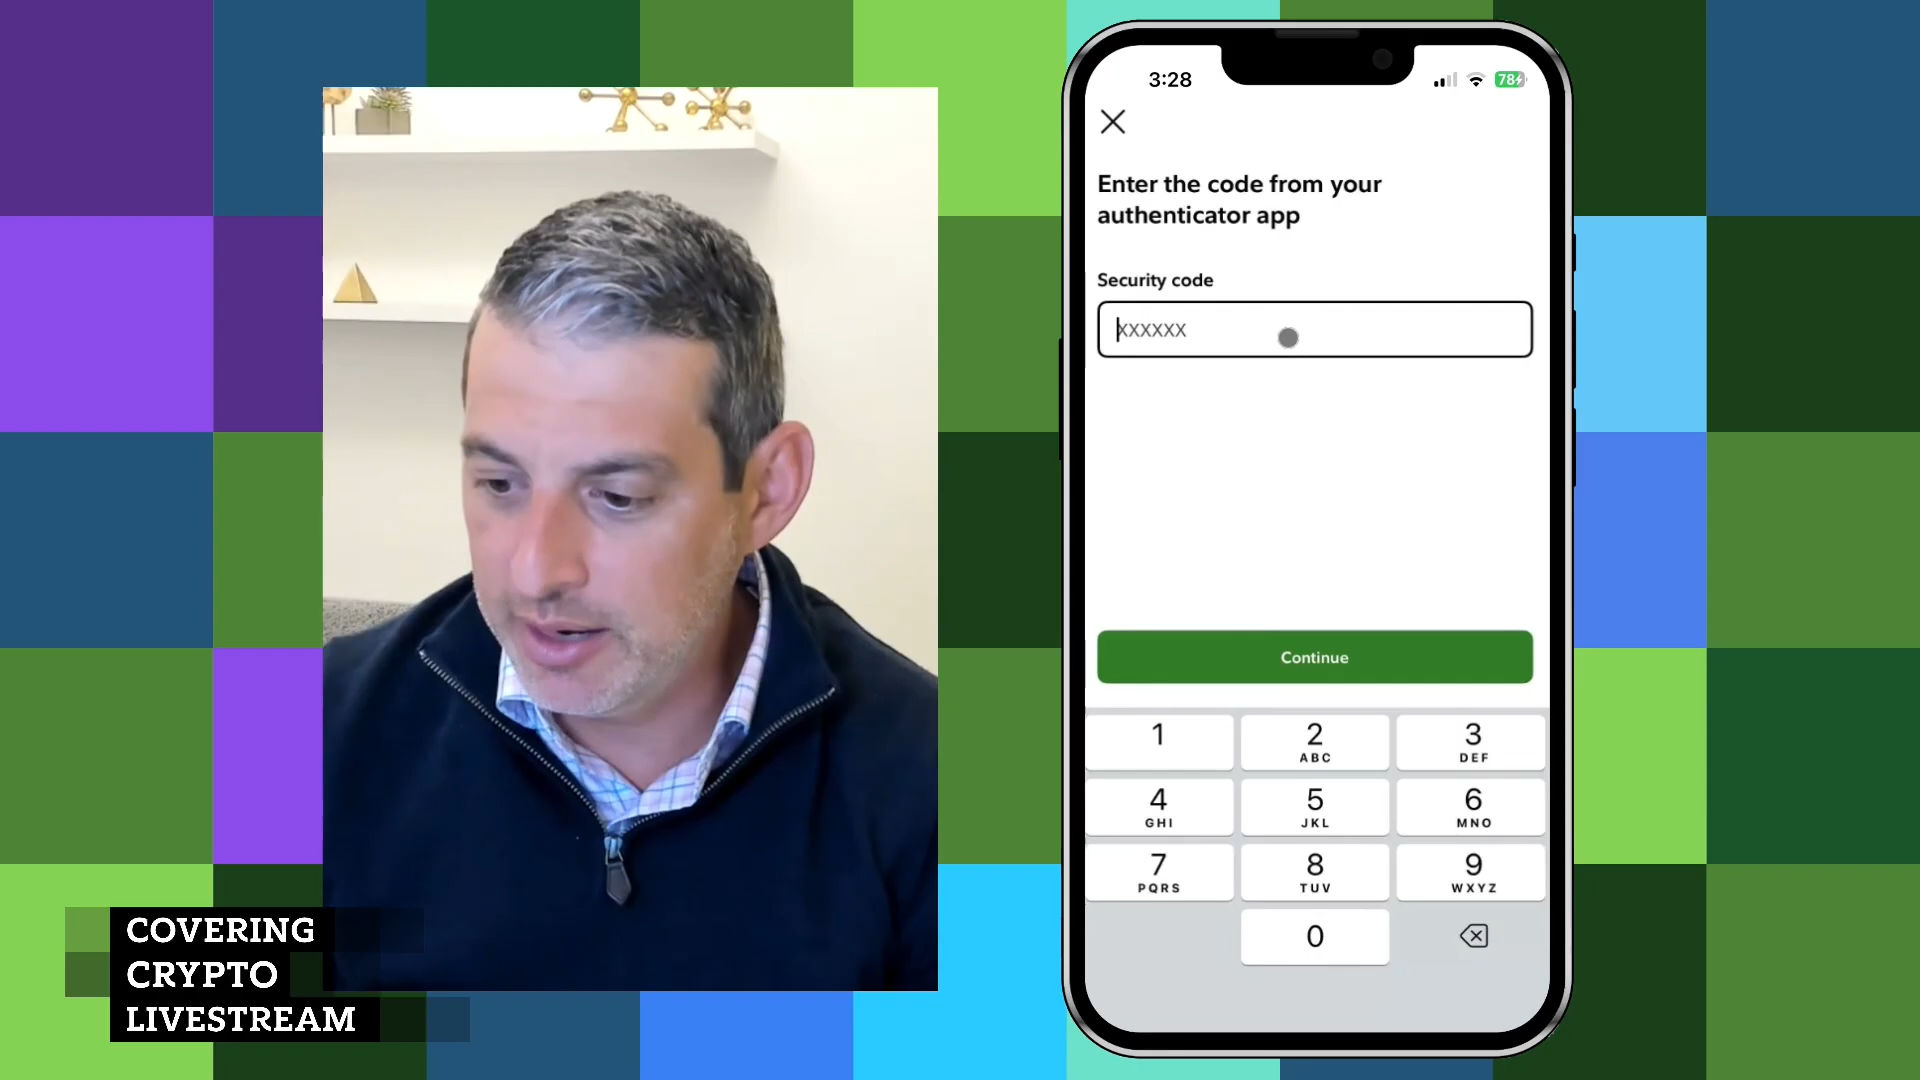 3:28
78
Enter the code from your
authenticator app
Security code
XXXXXX
Continue
1
2
ABC
3
DEF
4
GHI
5
JKL
6
MNO
7
PQRS
8
TUV
9
WXYZ
0
COVERING
CRYPTO
LIVESTREAM